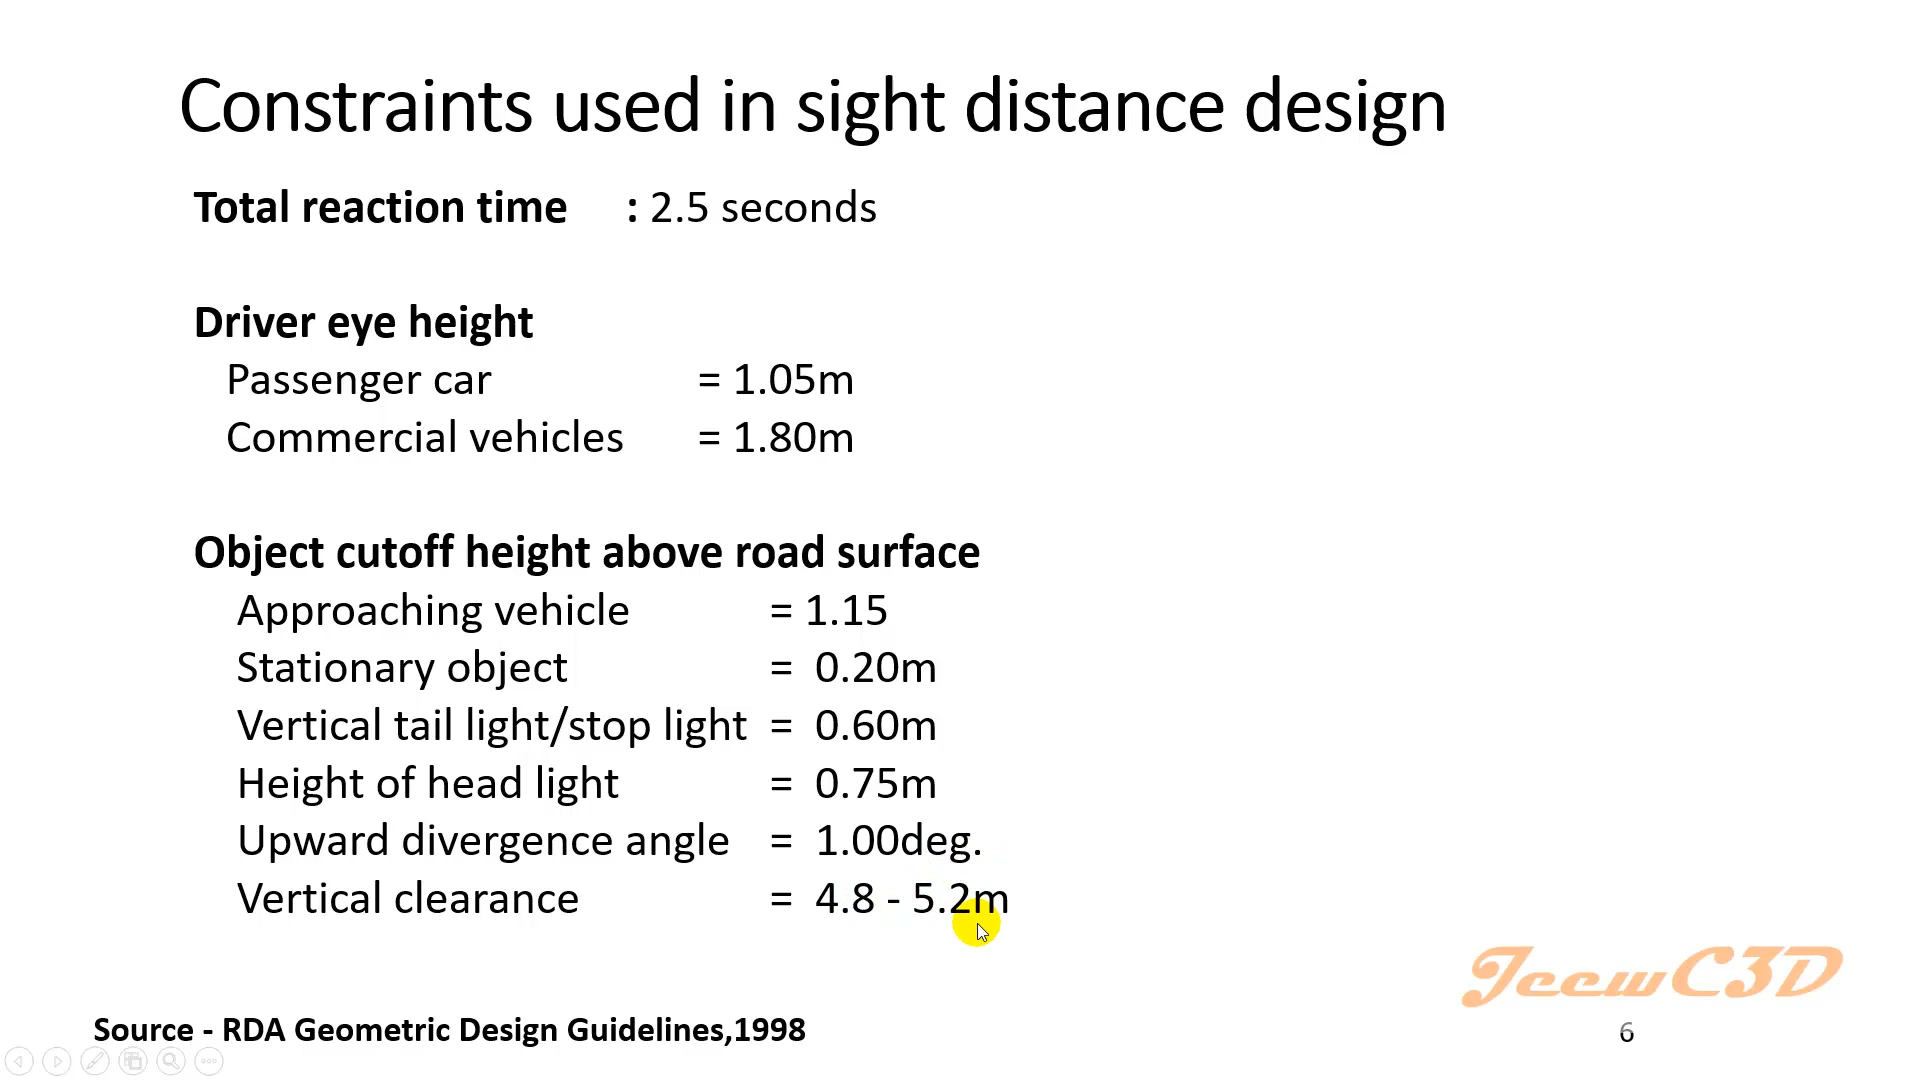 Constraints used in sight distance design
Total reaction time : 2.5 seconds
Driver eye height
Passenger car = 1.05m
Commercial vehicles = 1.80m
Object cutoff height above road surface
Approaching vehicle = 1.15
Stationary object = 0.20m
Vertical tail light/stop light = 0.60m
Height of head light = 0.75m
Upward divergence angle = 1.00deg.
Vertical clearance = 4.8 - 5.2m
JeewC3D
Source - RDA Geometric Design Guidelines,1998
6